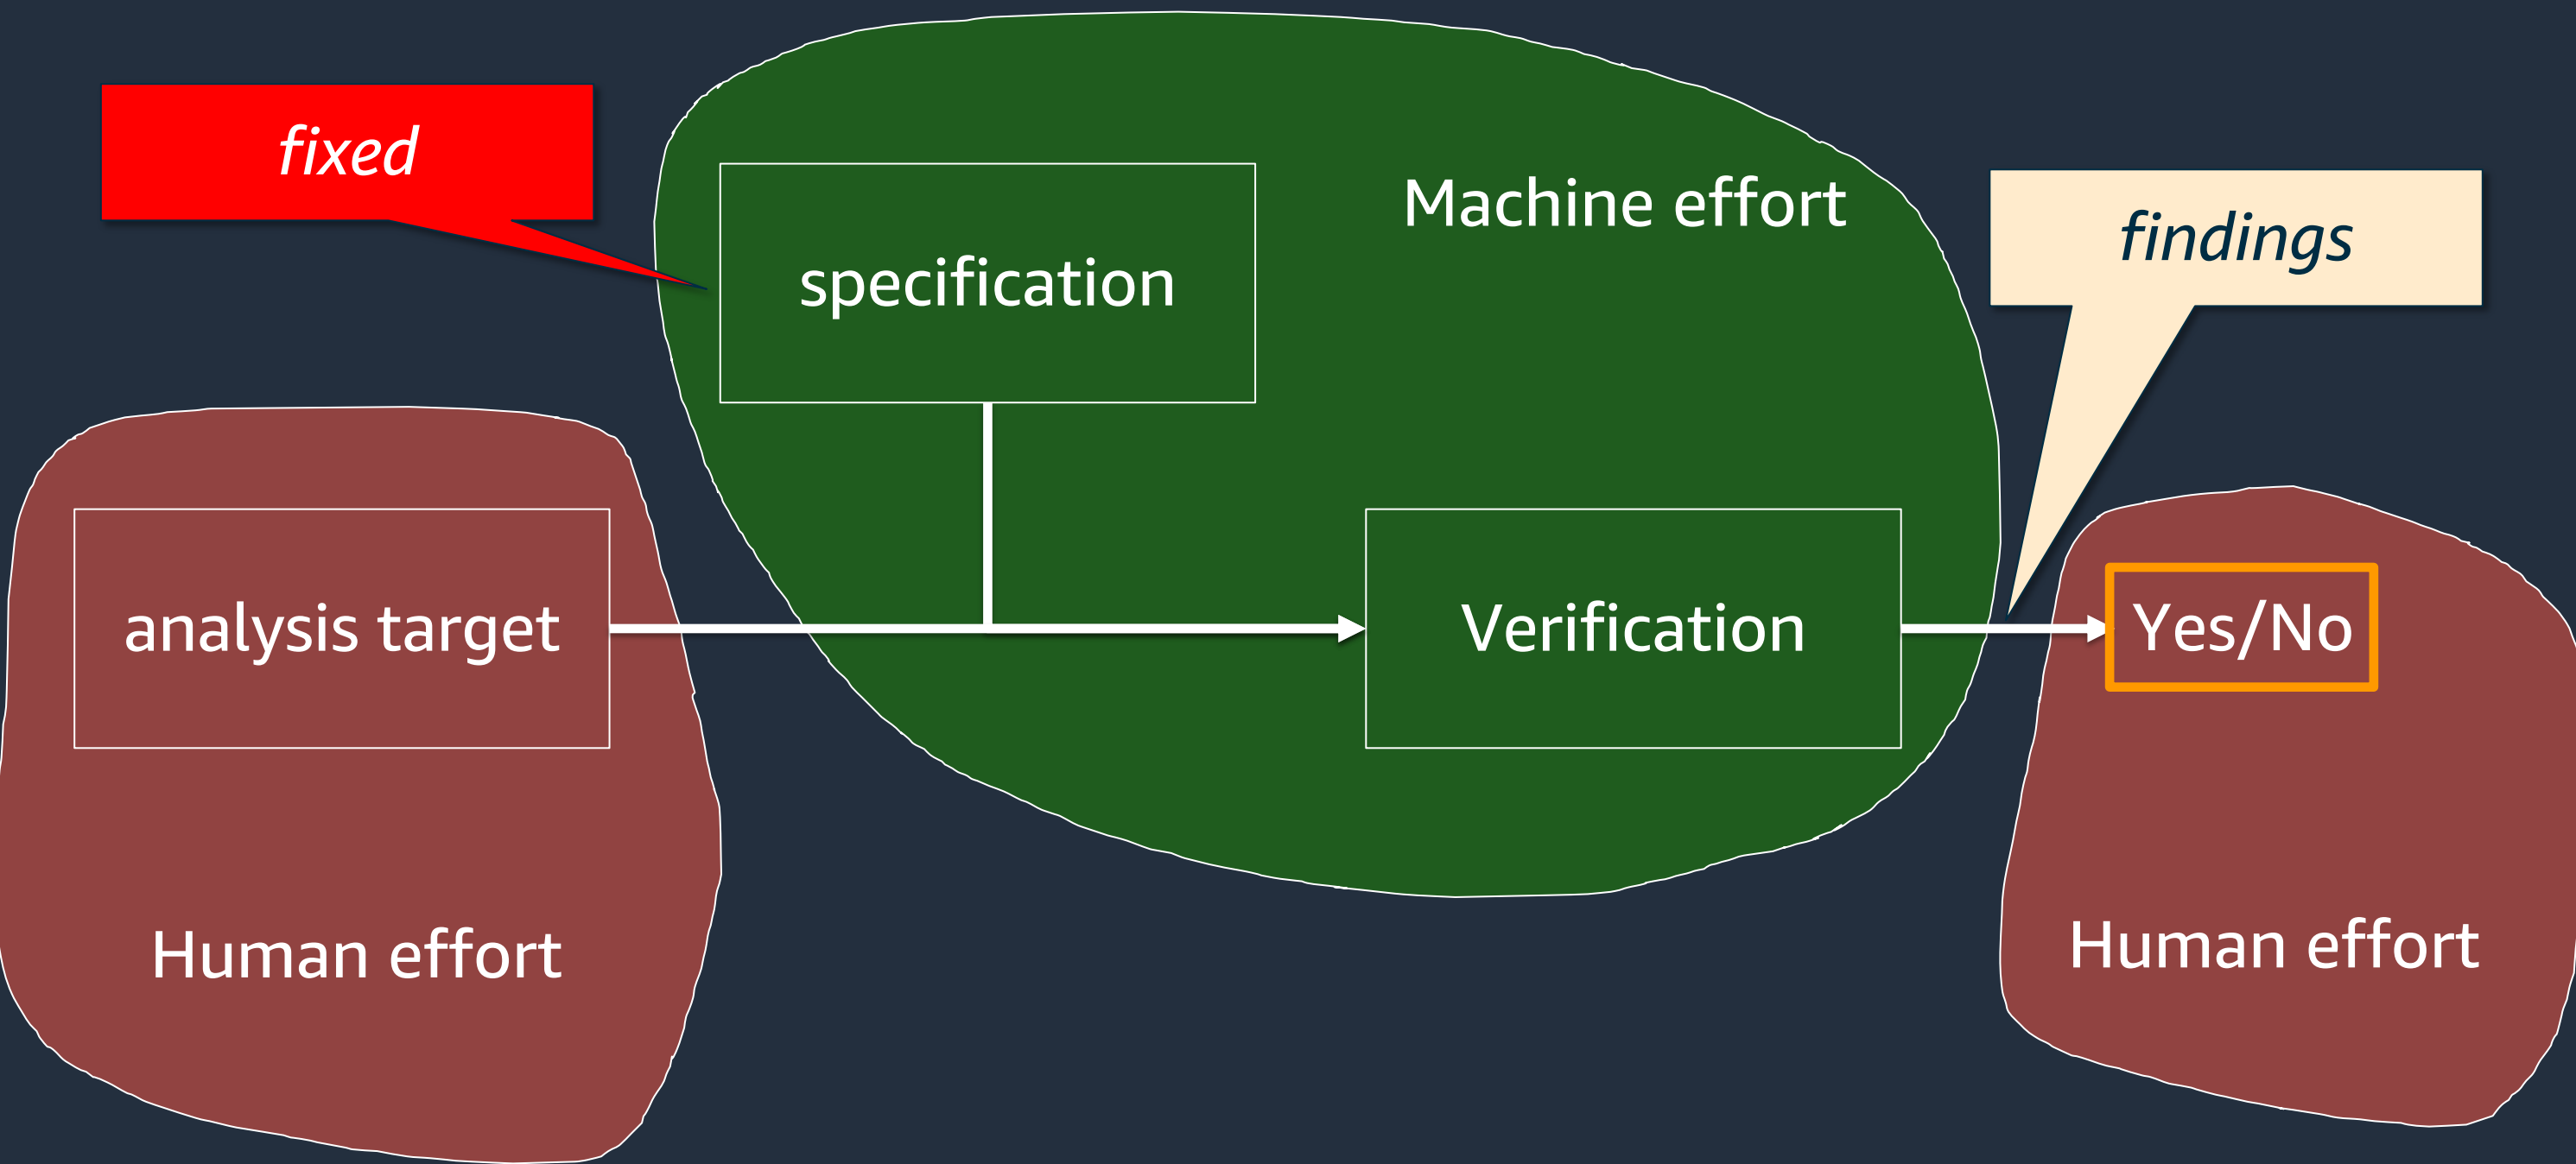 fixed
specification
Machine effort
findings
analysis target
Verification
Yes/No
Human effort
Human effort